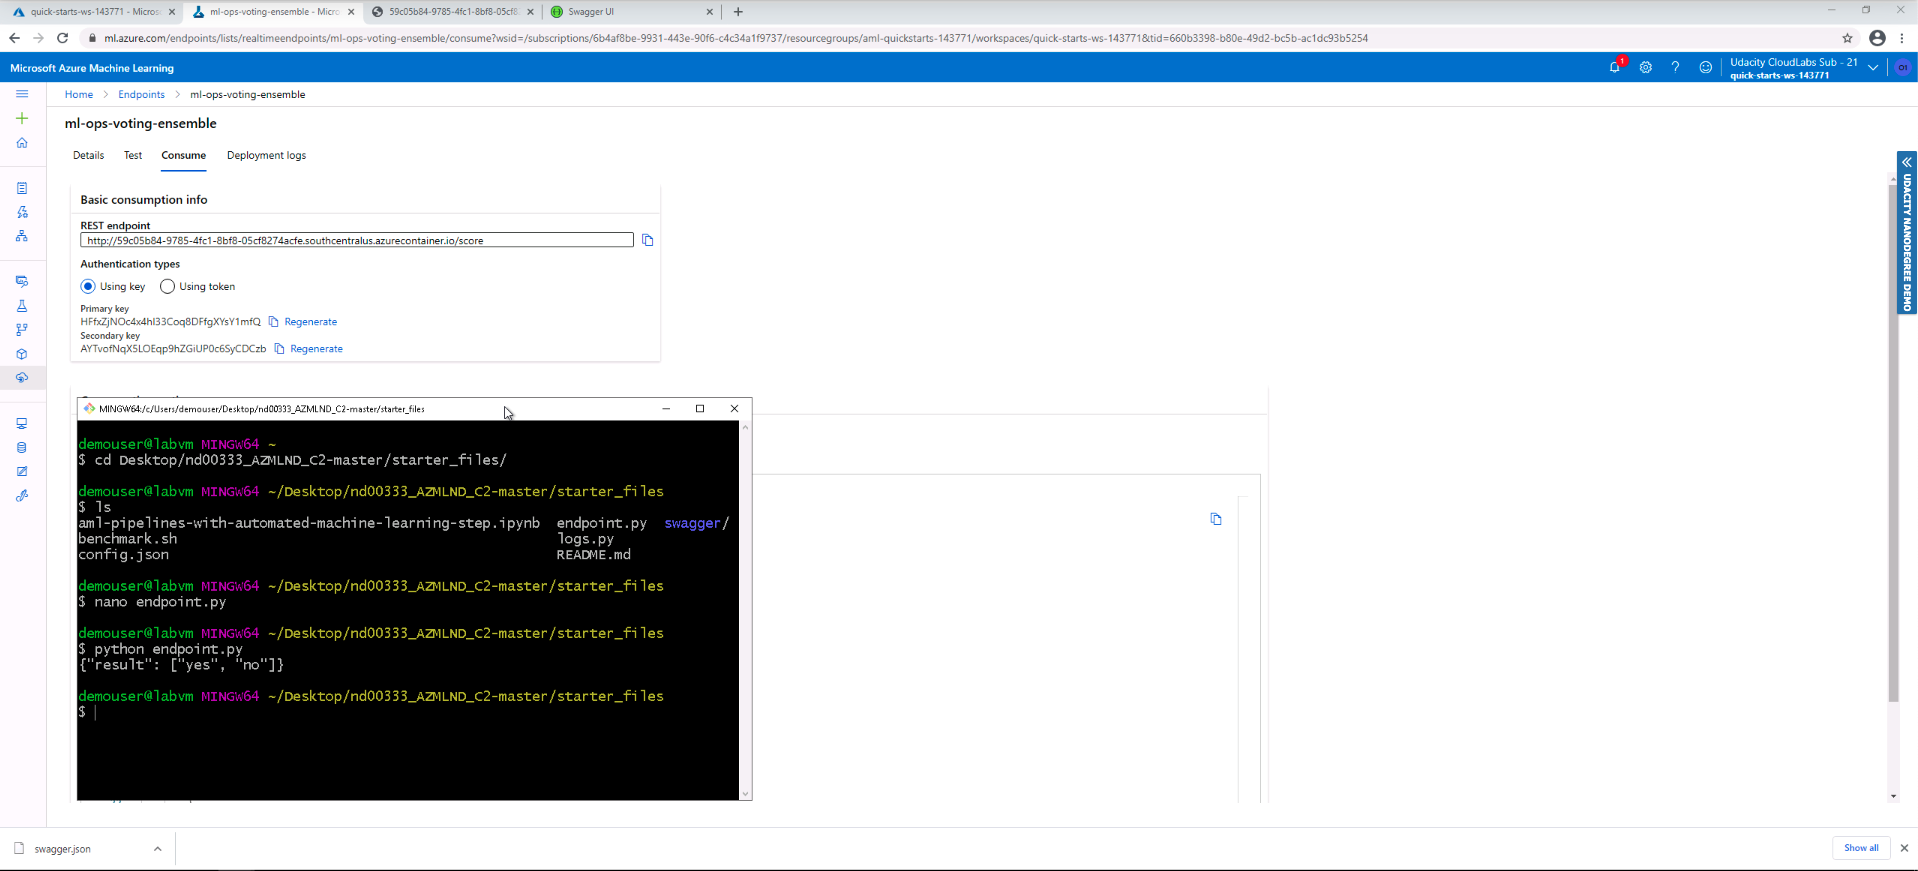 quick-starts-ws-143771 - Micros
ml-ops-voting-ensemble - Micro
59c05b84-9785-4fc1-8bf8-05cf8
Swagger UI
ml.azure.com/endpoints/lists/realtimeendpoints/ml-ops-voting-ensemble/consume?wsid=/subscriptions/6b4af8be-9931-443e-90f6-c4c34a1f9737/resourcegroups/aml-quickstarts-143771/workspaces/quick-starts-ws-143771&tid=660b3398-b80e-49d2-bc5b-ac1dc93b5254
Microsoft Azure Machine Learning
1
Udacity CloudLabs Sub - 21
quick-starts-ws-143771
Home > Endpoints > ml-ops-voting-ensemble
ml-ops-voting-ensemble
Details Test Consume Deployment logs
UDACITY NANODEGREE DEMO
Basic consumption info
REST endpoint
http://59c05b84-9785-4fc1-8bf8-05cf8274acfe.southcentralus.azurecontainer.io/score
Authentication types
Using key Using token
Primary key
HFfxZjNOc4x4hl33Coq8DFfgXYsY1mfQ Regenerate
Secondary key
AYTvofNqX5LOEqp9hZGiUP0c6SyCDCzb Regenerate
MINGW64:/c/Users/demouser/Desktop/nd00333_AZMLND_C2-master/starter_files
demouser@labvm MINGW64 ~
$ cd Desktop/nd00333_AZMLND_C2-master/starter_files/
demouser@labvm MINGW64 ~/Desktop/nd00333_AZMLND_C2-master/starter_files
$ ls
aml-pipelines-with-automated-machine-learning-step.ipynb endpoint.py swagger/
benchmark.sh logs.py
config.json README.md
demouser@labvm MINGW64 ~/Desktop/nd00333_AZMLND_C2-master/starter_files
$ nano endpoint.py
demouser@labvm MINGW64 ~/Desktop/nd00333_AZMLND_C2-master/starter_files
$ python endpoint.py
{"result": ["yes", "no"]}
demouser@labvm MINGW64 ~/Desktop/nd00333_AZMLND_C2-master/starter_files
$
swagger.json
Show all